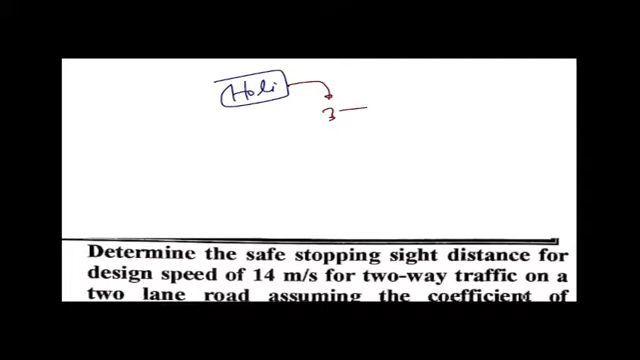 Holi
3
Determine the safe stopping sight distance for
design speed of 14 m/s for two-way traffic on a
two lane road assuming the coefficient of